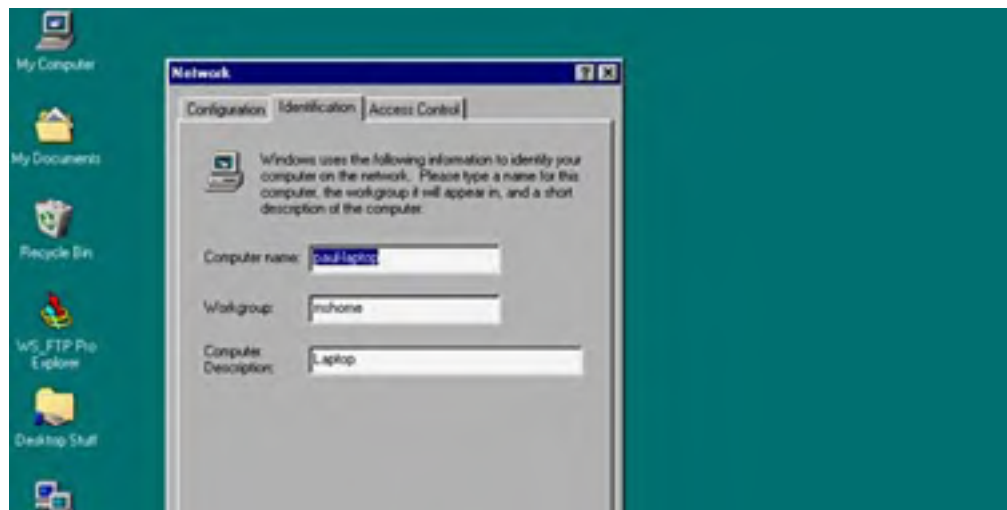 My Computer
My Documents
Recycle Bin
WS_FTP Pro
Explorer
Desktop Stuff
Network
Configuration Identification Access Control
Windows uses the following information to identify your
computer on the network. Please type a name for this
computer, the workgroup it will appear in, and a short
description of the computer.
Computer name: paul-laptop
Workgroup: mshome
Computer
Description: Laptop